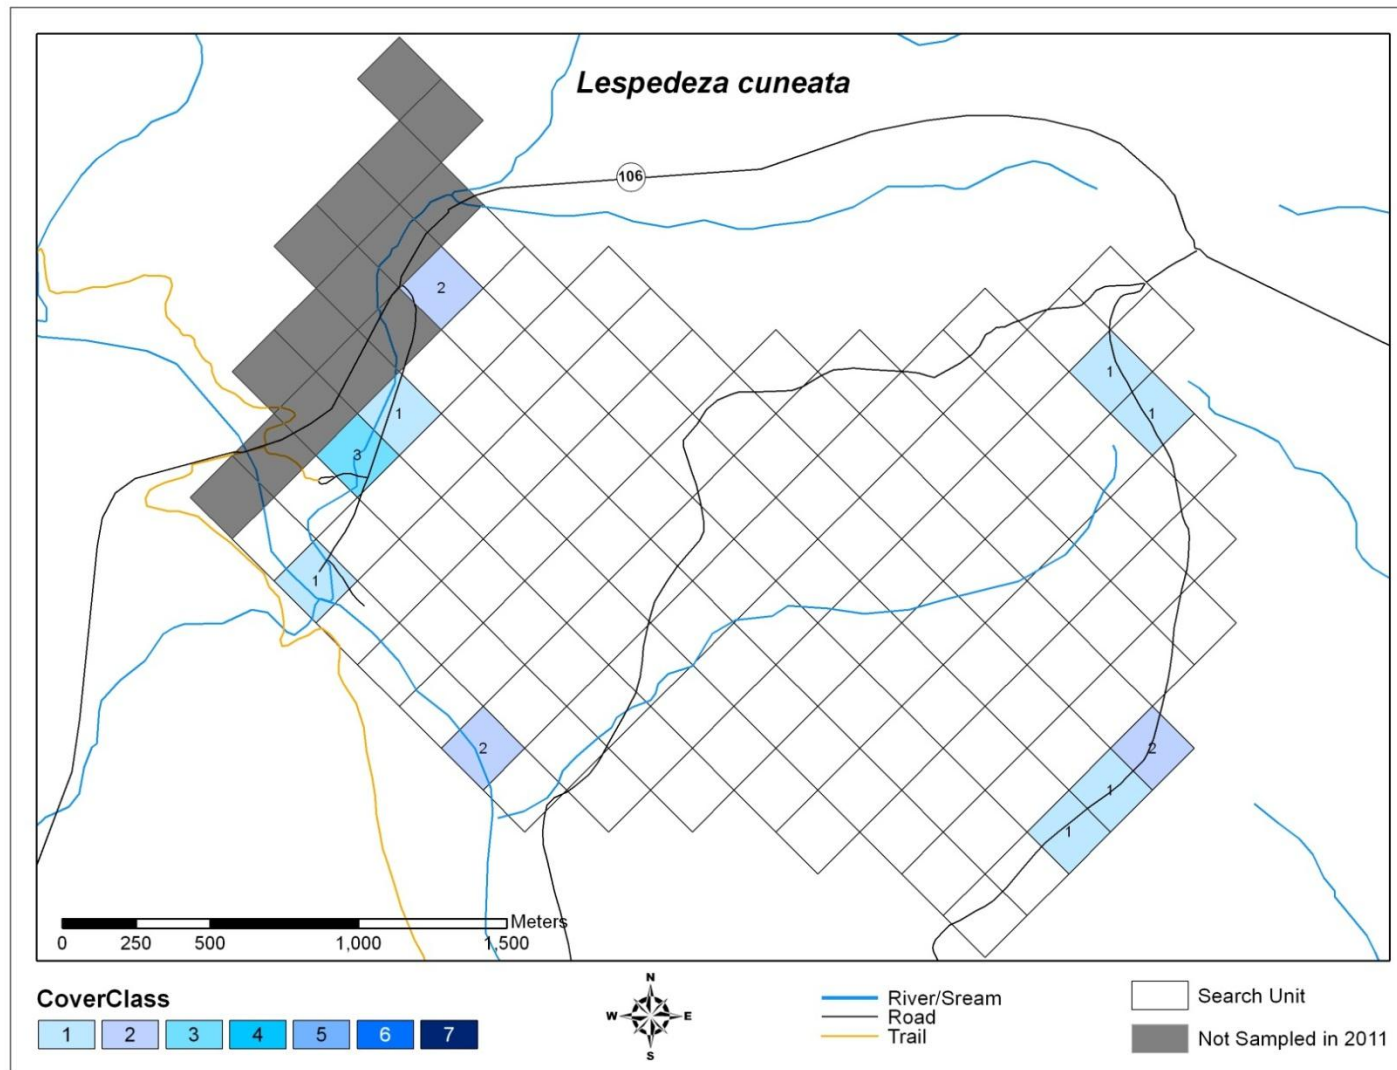 Lespedeza cuneata
106
2
1
1
1
3
1
2
2
1
1
Meters
0 250 500 1,000 1,500
CoverClass
1 2 3 4 5 6 7
N
W E
S
River/Sream
Road
Trail
Search Unit
Not Sampled in 2011